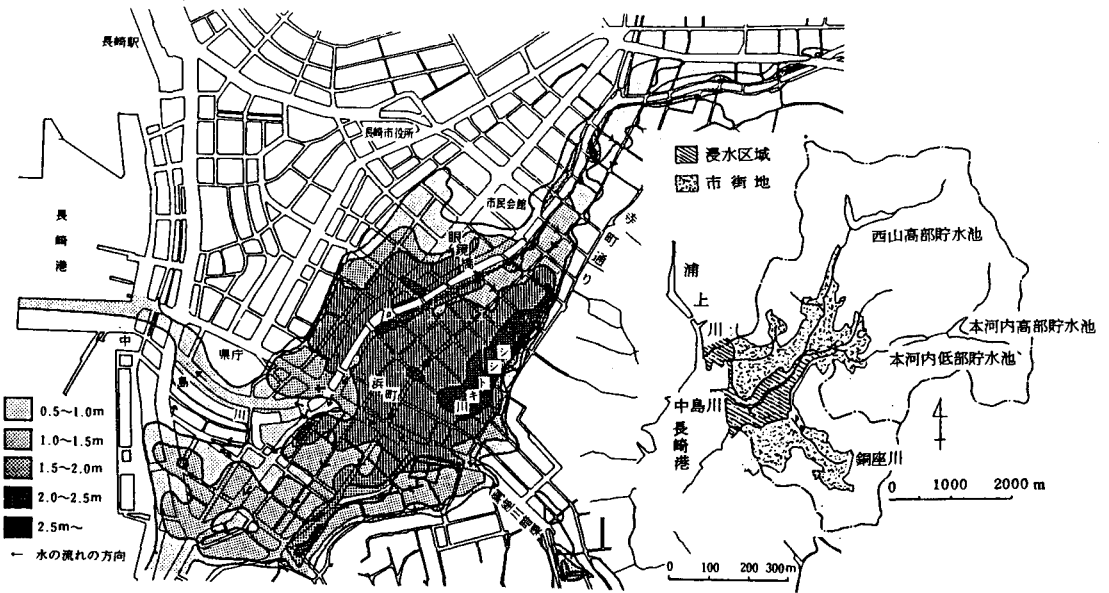 長崎駅
長崎市役所
市民会館
眼鏡橋
寺町通り
長崎港
県庁
中島川
浜町
シシトキ川
0.5~1.0m
1.0~1.5m
1.5~2.0m
2.0~2.5m
2.5m~
← 水の流れの方向
0 100 200 300m
浸水区域
市街地
西山高部貯水池
浦上川
本河内高部貯水池
本河内低部貯水池
中島川
長崎港
銅座川
0 1000 2000 m